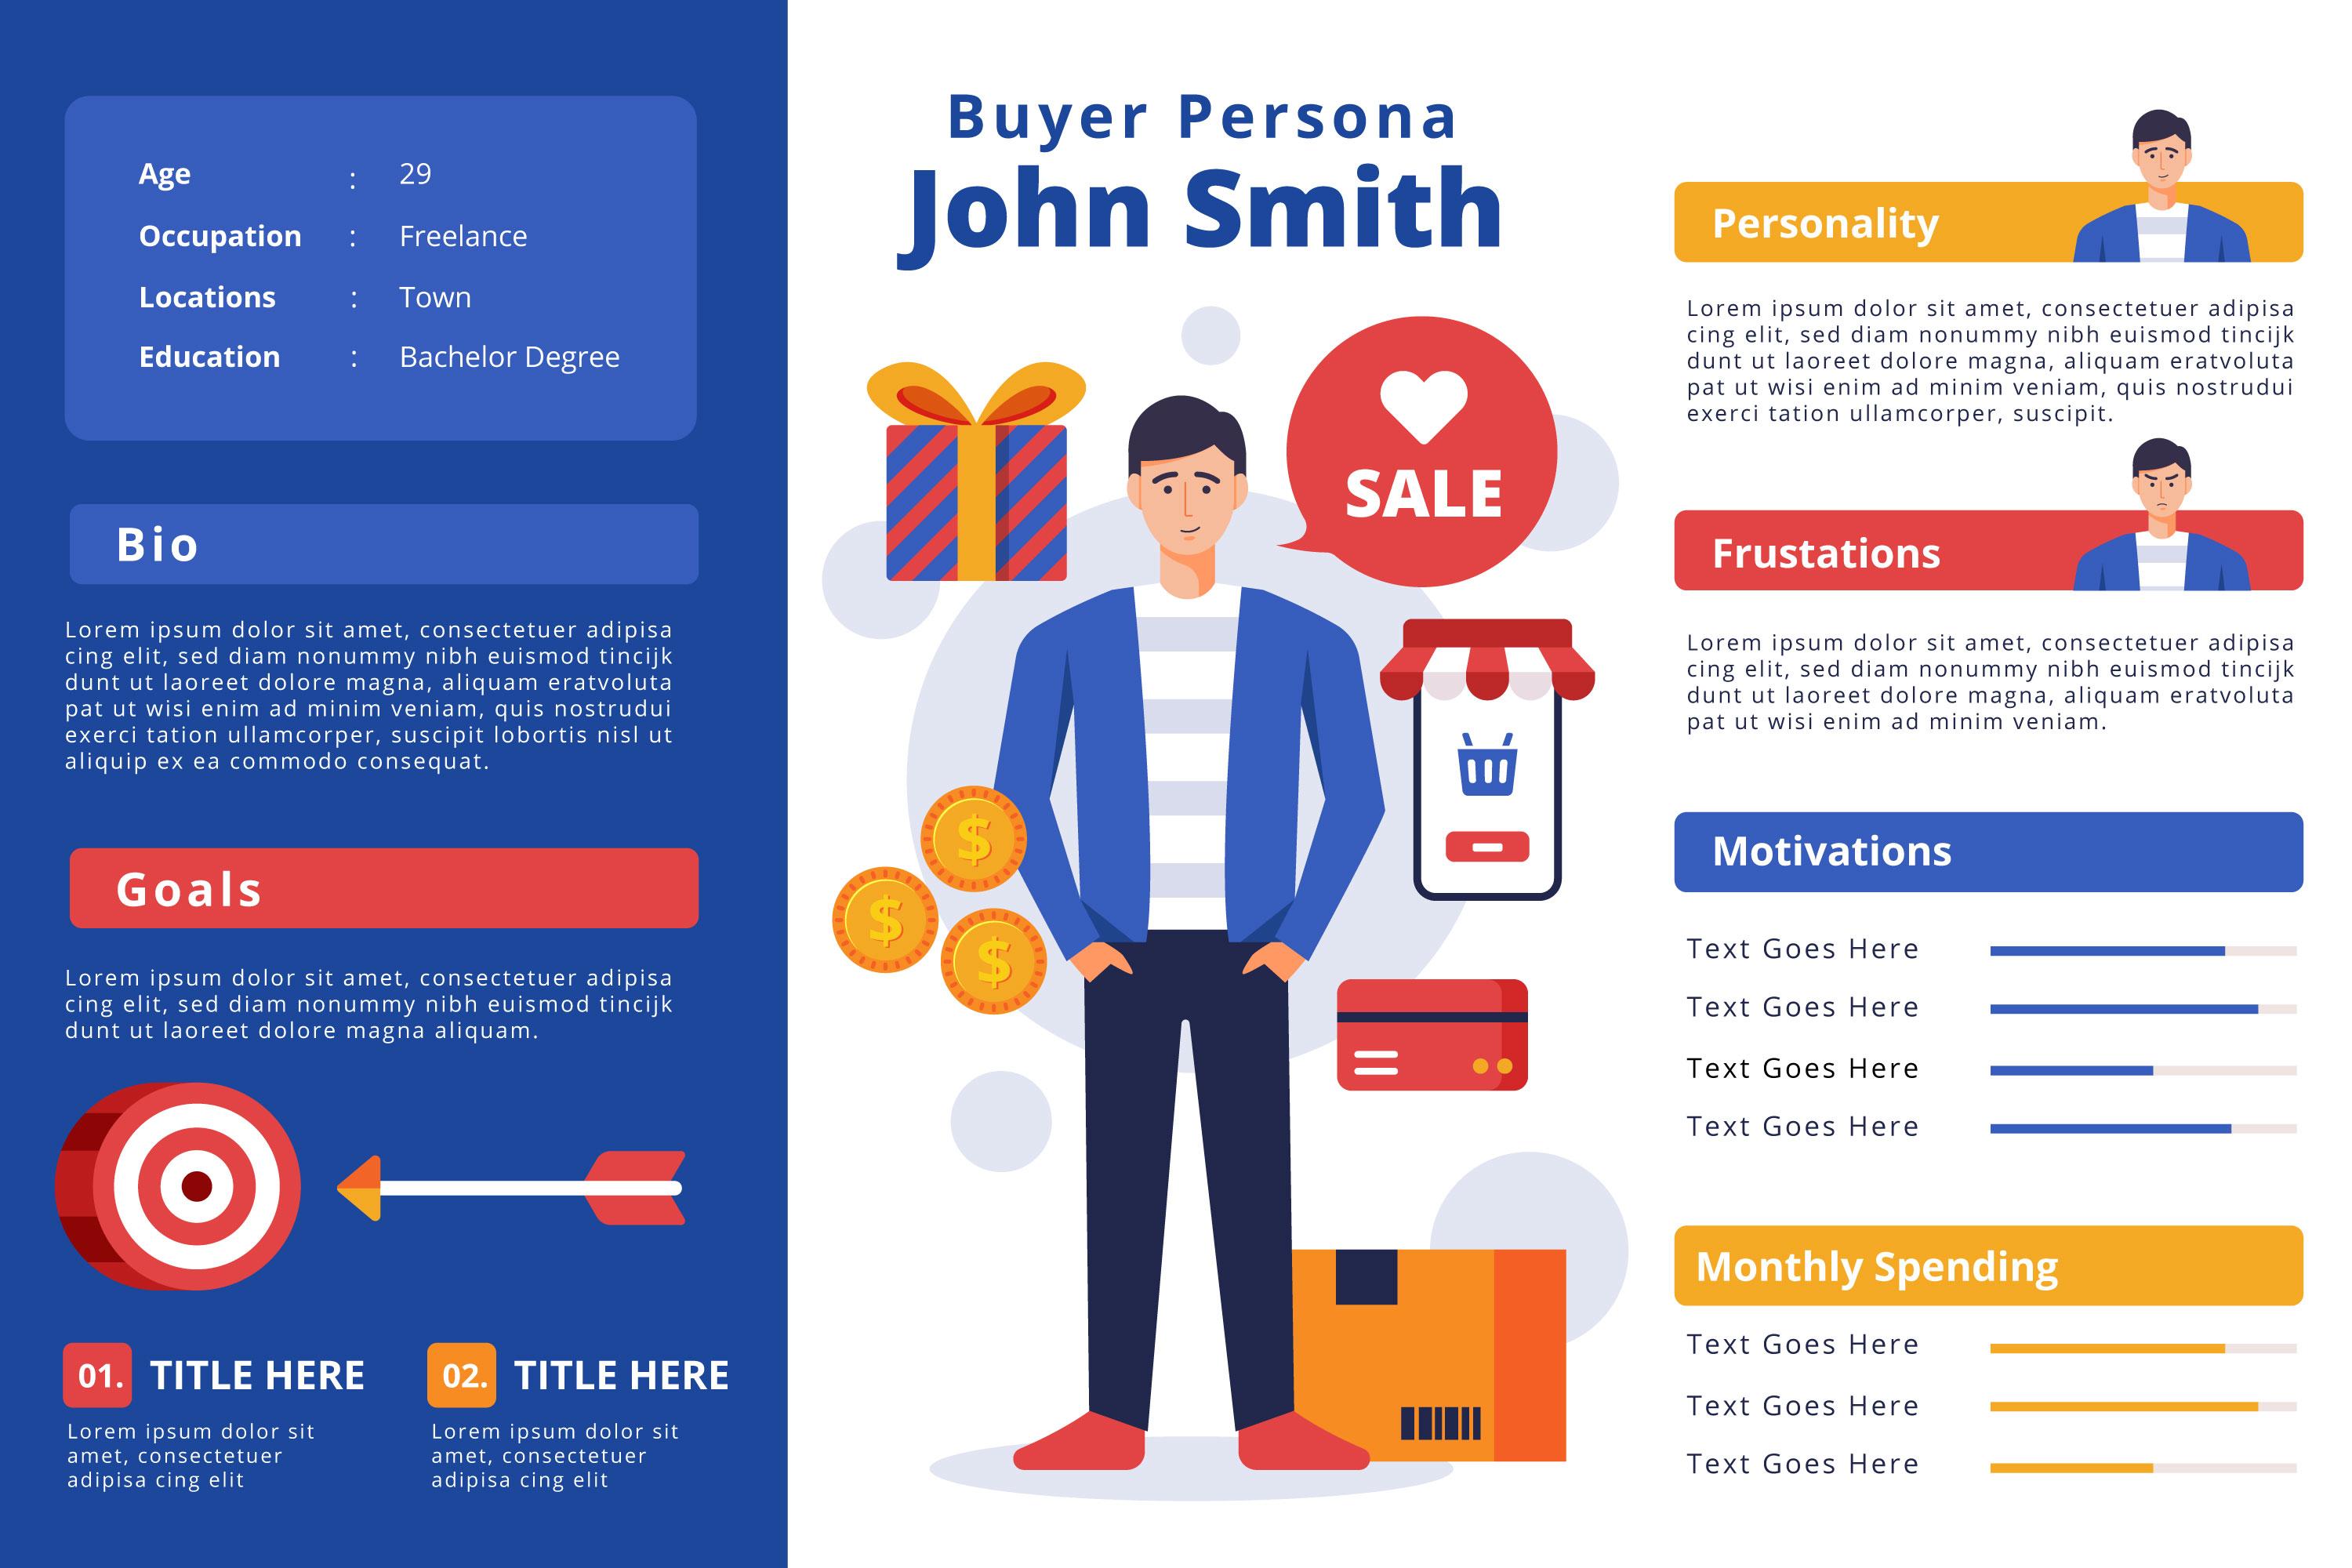 Age : 29
Occupation : Freelance
Locations : Town
Education : Bachelor Degree
Bio
Lorem ipsum dolor sit amet, consectetuer adipisa
cing elit, sed diam nonummy nibh euismod tincijk
dunt ut laoreet dolore magna, aliquam eratvoluta
pat ut wisi enim ad minim veniam, quis nostrudui
exerci tation ullamcorper, suscipit lobortis nisl ut
aliquip ex ea commodo consequat.
Goals
Lorem ipsum dolor sit amet, consectetuer adipisa
cing elit, sed diam nonummy nibh euismod tincijk
dunt ut laoreet dolore magna aliquam.
01. TITLE HERE
Lorem ipsum dolor sit
amet, consectetuer
adipisa cing elit
02. TITLE HERE
Lorem ipsum dolor sit
amet, consectetuer
adipisa cing elit
Buyer Persona
John Smith
SALE
$
$
$
Personality
Lorem ipsum dolor sit amet, consectetuer adipisa
cing elit, sed diam nonummy nibh euismod tincijk
dunt ut laoreet dolore magna, aliquam eratvoluta
pat ut wisi enim ad minim veniam, quis nostrudui
exerci tation ullamcorper, suscipit.
Frustations
Lorem ipsum dolor sit amet, consectetuer adipisa
cing elit, sed diam nonummy nibh euismod tincijk
dunt ut laoreet dolore magna, aliquam eratvoluta
pat ut wisi enim ad minim veniam.
Motivations
Text Goes Here
Text Goes Here
Text Goes Here
Text Goes Here
Monthly Spending
Text Goes Here
Text Goes Here
Text Goes Here